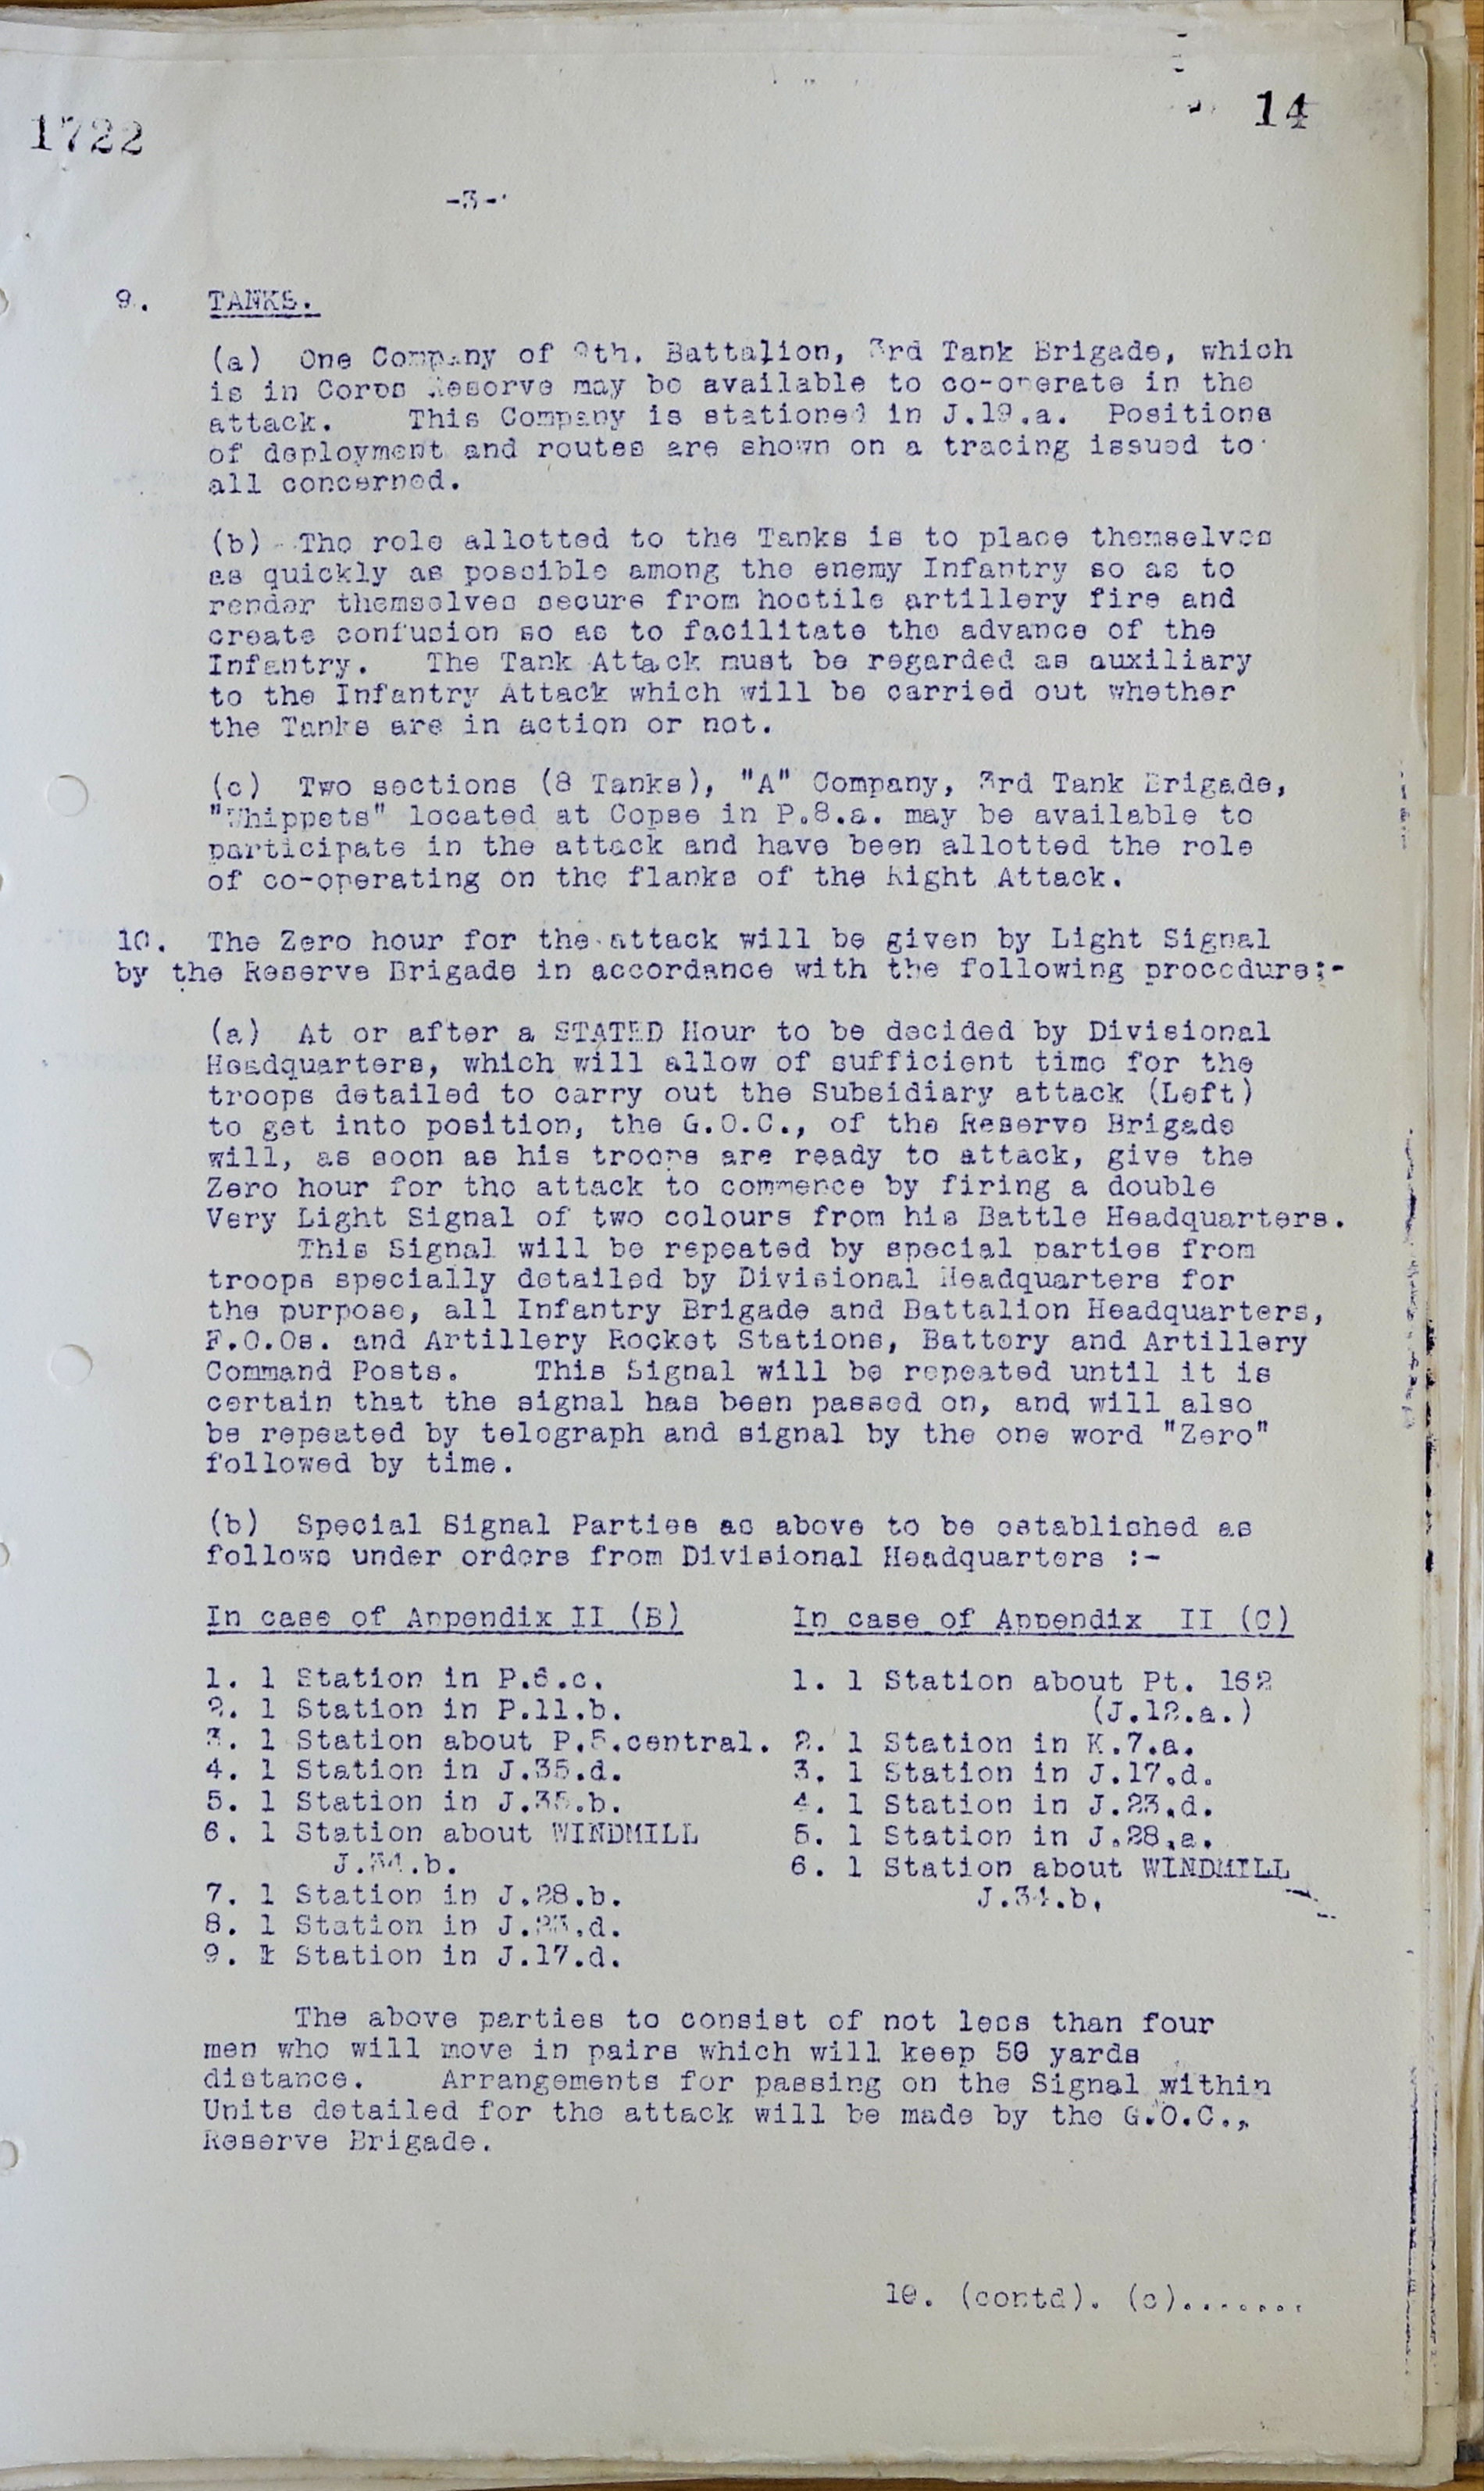 1722
14
-3-
9. TANKS.
(a) One Company of 9th. Battalion, 3rd Tank Brigade, which
is in Corps Reserve may be available to co-operate in the
attack. This Company is stationed in J.19.a. Positions
of deployment and routes are shown on a tracing issued to
all concerned.
(b) The role allotted to the Tanks is to place themselves
as quickly as possible among the enemy Infantry so as to
render themselves secure from hostile artillery fire and
create confusion so as to facilitate the advance of the
Infantry. The Tank Attack must be regarded as auxiliary
to the Infantry Attack which will be carried out whether
the Tanks are in action or not.
(c) Two sections (8 Tanks), "A" Company, 3rd Tank Brigade,
"Whippets" located at Copse in P.8.a. may be available to
participate in the attack and have been allotted the role
of co-operating on the flanks of the Right Attack.
10. The Zero hour for the attack will be given by Light Signal
by the Reserve Brigade in accordance with the following procedure:-
(a) At or after a STATED Hour to be decided by Divisional
Headquarters, which will allow of sufficient time for the
troops detailed to carry out the Subsidiary attack (Left)
to get into position, the G.O.C., of the Reserve Brigade
will, as soon as his troops are ready to attack, give the
Zero hour for the attack to commence by firing a double
Very Light Signal of two colours from his Battle Headquarters.
This Signal will be repeated by special parties from
troops specially detailed by Divisional Headquarters for
the purpose, all Infantry Brigade and Battalion Headquarters,
F.O.Os. and Artillery Rocket Stations, Battery and Artillery
Command Posts. This Signal will be repeated until it is
certain that the signal has been passed on, and will also
be repeated by telegraph and signal by the one word "Zero"
followed by time.
(b) Special Signal Parties as above to be established as
follows under orders from Divisional Headquarters :-
In case of Appendix II (B)
1. 1 Station in P.6.c.
2. 1 Station in P.11.b.
3. 1 Station about P.5.central.
4. 1 Station in J.35.d.
5. 1 Station in J.35.b.
6. 1 Station about WINDMILL
J.34.b.
7. 1 Station in J.28.b.
8. 1 Station in J.23.d.
9. 1 Station in J.17.d.
In case of Appendix II (C)
1. 1 Station about Pt. 162
(J.12.a.)
2. 1 Station in K.7.a.
3. 1 Station in J.17.d.
4. 1 Station in J.23.d.
5. 1 Station in J.28.a.
6. 1 Station about WINDMILL
J.34.b.
The above parties to consist of not less than four
men who will move in pairs which will keep 50 yards
distance. Arrangements for passing on the Signal within
Units detailed for the attack will be made by the G.O.C.,
Reserve Brigade.
10. (contd). (c).......